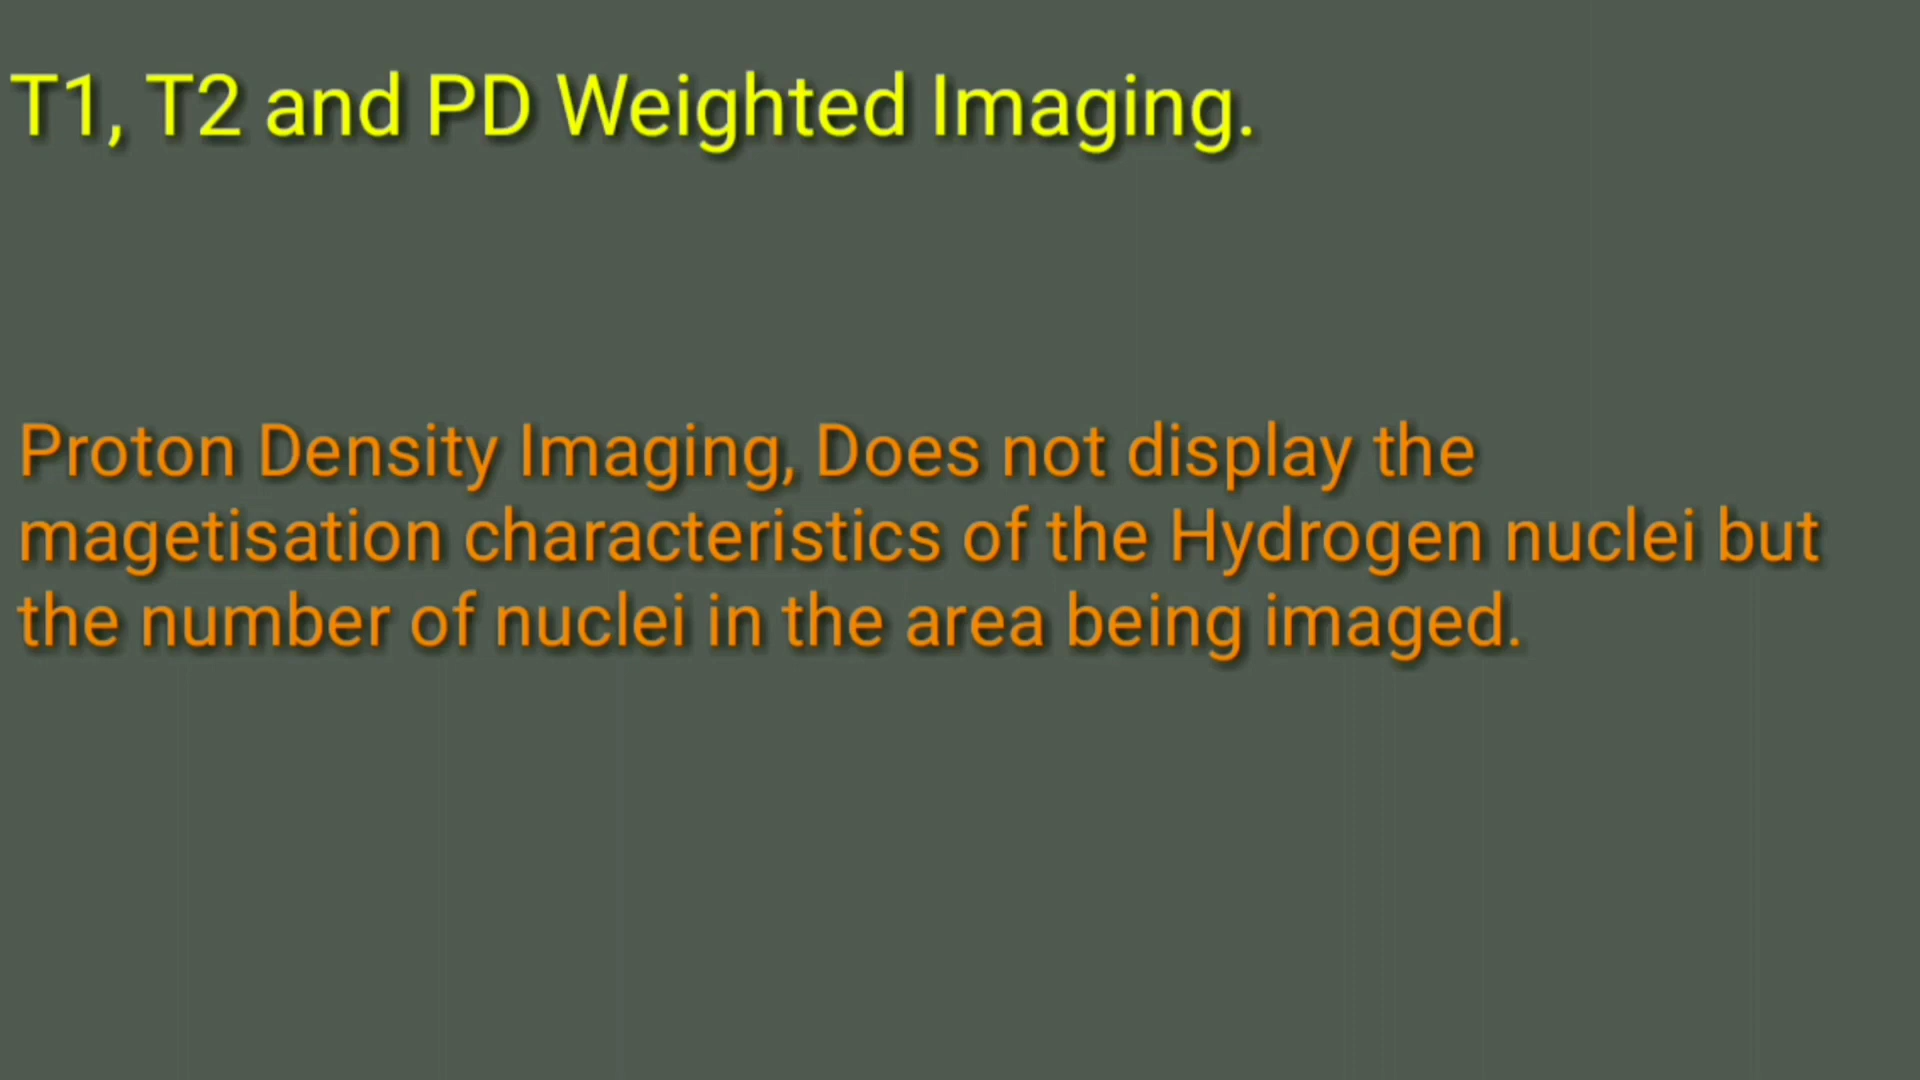 T1, T2 and PD Weighted Imaging.
Proton Density Imaging, Does not display the
magetisation characteristics of the Hydrogen nuclei but
the number of nuclei in the area being imaged.